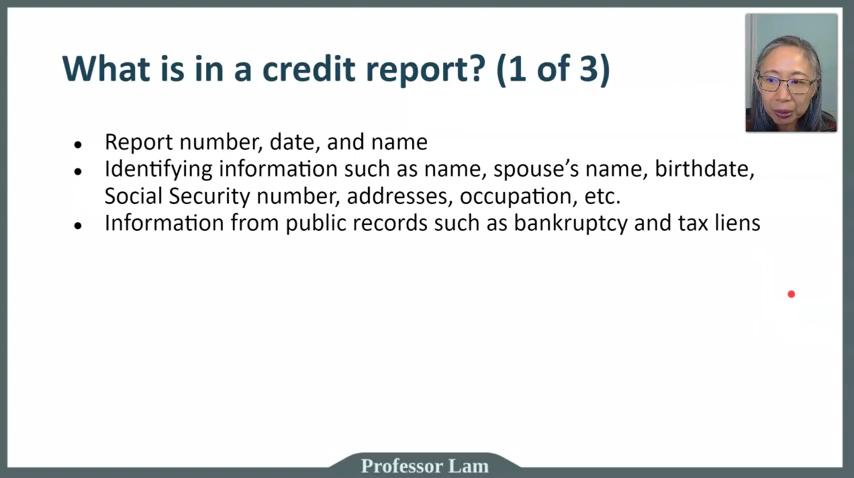 What is in a credit report? (1 of 3)
● Report number, date, and name
● Identifying information such as name, spouse’s name, birthdate,
Social Security number, addresses, occupation, etc.
● Information from public records such as bankruptcy and tax liens
Professor Lam